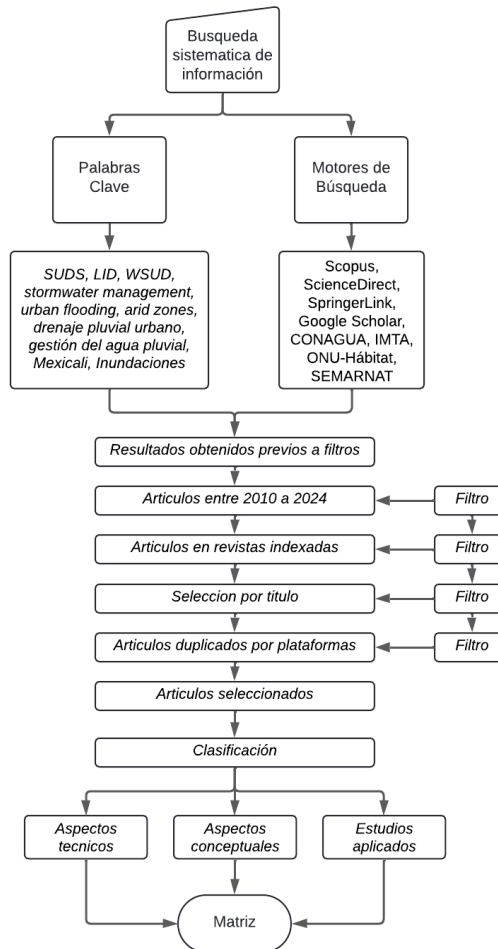 Busqueda
sistematica de
información
Palabras
Clave
Motores de
Búsqueda
SUDS, LID, WSUD,
stormwater management,
urban flooding, arid zones,
drenaje pluvial urbano,
gestión del agua pluvial,
Mexicali, Inundaciones
Scopus,
ScienceDirect,
SpringerLink,
Google Scholar,
CONAGUA, IMTA,
ONU-Hábitat,
SEMARNAT
Resultados obtenidos previos a filtros
Articulos entre 2010 a 2024
Filtro
Articulos en revistas indexadas
Filtro
Seleccion por titulo
Filtro
Articulos duplicados por plataformas
Filtro
Articulos seleccionados
Clasificación
Aspectos
tecnicos
Aspectos
conceptuales
Estudios
aplicados
Matriz